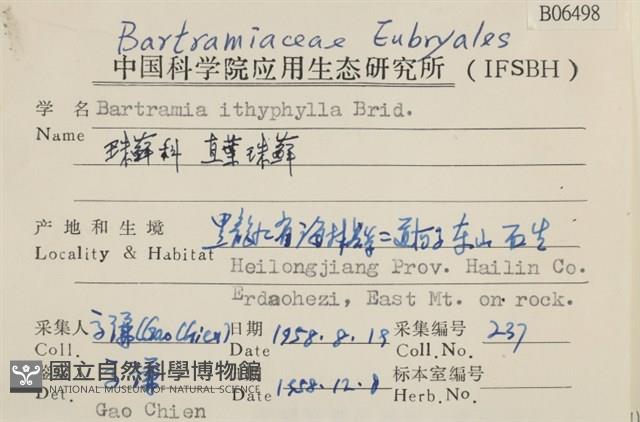 B06498
Bartramiaceae Eubryales
中国科学院应用生态研究所 (IFSBH)
学 名 Bartramia ithyphylla Brid.
Name
珠藓科 直葉珠藓
产地和生境 黑龙江省海林县二道河子东山 石生
Locality & Habitat Heilongjiang Prov. Hailin Co.
Erdaohezi, East Mt. on rock.
采集人 高谦(Gao Chien) 日期 1958.8.19 采集编号 237
Coll. Date Coll.No.
國立自然科學博物館 高谦 1958.12.8 标本室编号
NATIONAL MUSEUM OF NATURAL SCIENCE
Det. Date Herb.No.
Gao Chien